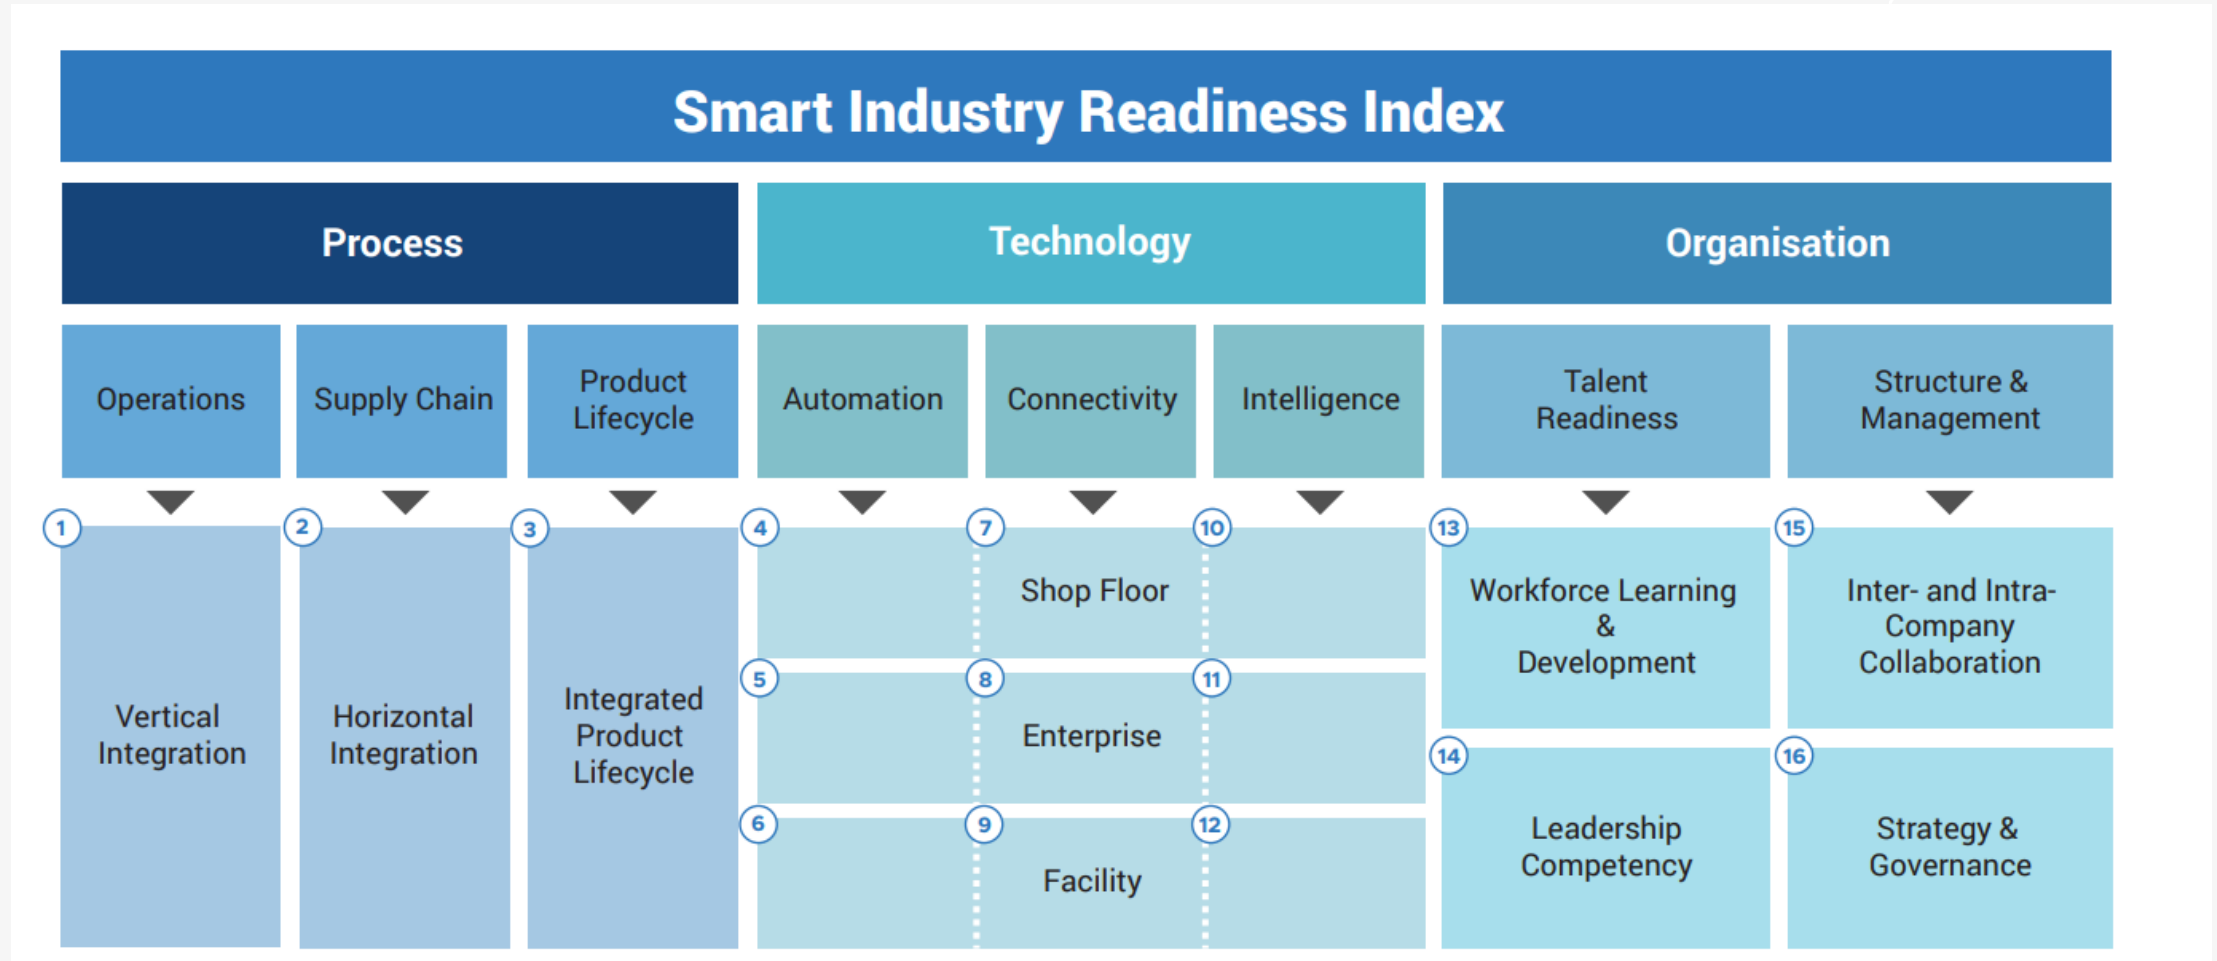 Smart Industry Readiness Index
Process
Technology
Organisation
Operations
Supply Chain
Product
Lifecycle
Automation
Connectivity
Intelligence
Talent
Readiness
Structure &
Management
1
Vertical
Integration
2
Horizontal
Integration
3
Integrated
Product
Lifecycle
4
7
10
Shop Floor
5
8
11
Enterprise
6
9
12
Facility
13
Workforce Learning
&
Development
14
Leadership
Competency
15
Inter- and Intra-
Company
Collaboration
16
Strategy &
Governance